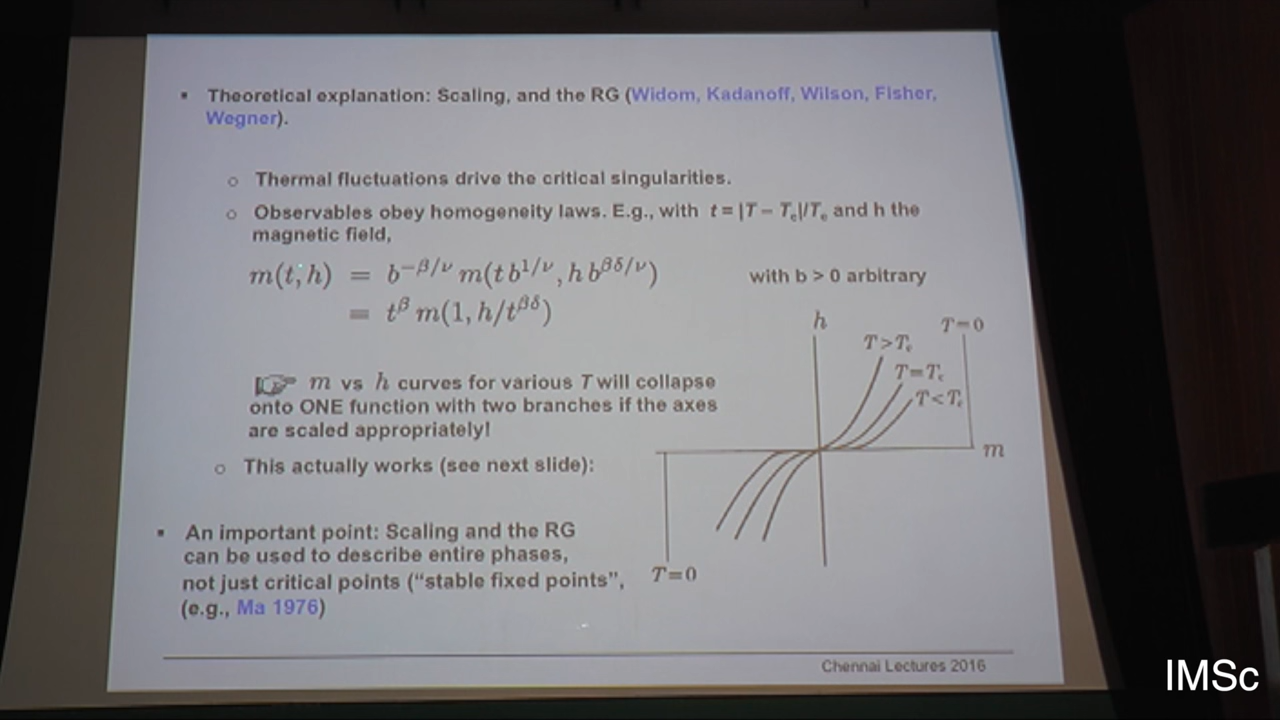 ▪ Theoretical explanation: Scaling, and the RG (Widom, Kadanoff, Wilson, Fisher,
Wegner).
o Thermal fluctuations drive the critical singularities.
o Observables obey homogeneity laws. E.g., with t = |T − T_c|/T_c and h the
magnetic field,
m(t, h) = b^{−β/ν} m(t b^{1/ν}, h b^{βδ/ν}) with b > 0 arbitrary
= t^β m(1, h/t^{βδ})
h
T=0
T>T_c
T=T_c
T<T_c
m
T=0
☞ m vs h curves for various T will collapse
onto ONE function with two branches if the axes
are scaled appropriately!
o This actually works (see next slide):
▪ An important point: Scaling and the RG
can be used to describe entire phases,
not just critical points ("stable fixed points",
(e.g., Ma 1976)
Chennai Lectures 2016
IMSc